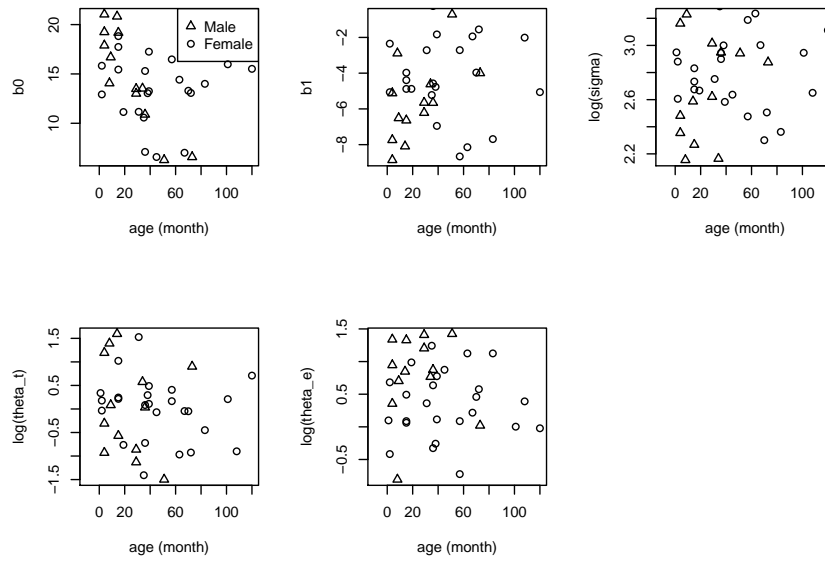 20
15
10
b0
0 20 60 100
age (month)
Male
Female
−2
−4
−6
−8
b1
0 20 60 100
age (month)
3.0
2.6
2.2
log(sigma)
0 20 60 100
age (month)
1.5
0.5
−0.5
−1.5
log(theta_t)
0 20 60 100
age (month)
1.5
0.5
−0.5
log(theta_e)
0 20 60 100
age (month)